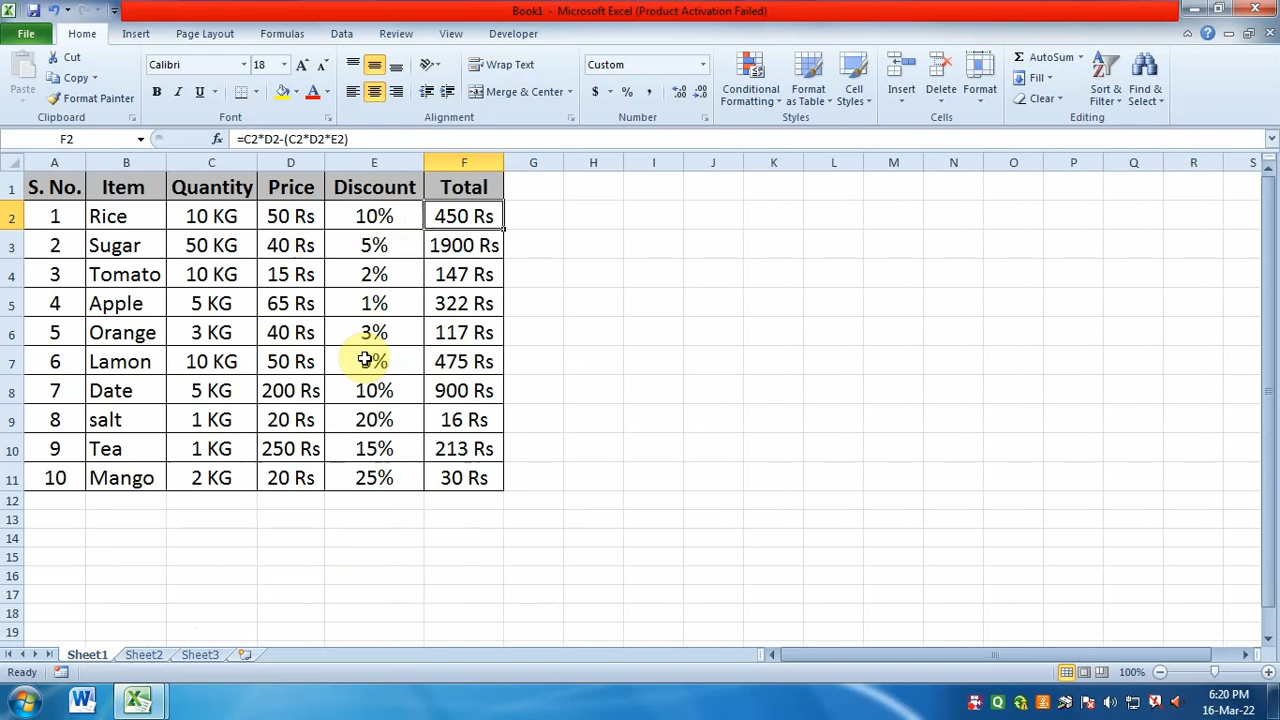 Book1 - Microsoft Excel (Product Activation Failed)
File Home Insert Page Layout Formulas Data Review View Developer
Paste
Cut
Copy
Format Painter
Clipboard
Calibri 18
B I U
Font
Wrap Text
Merge & Center
Alignment
Custom
$ % ,
Number
Conditional Formatting
Format as Table
Cell Styles
Styles
Insert Delete Format
Cells
AutoSum
Fill
Clear
Sort & Filter
Find & Select
Editing
F2 fx =C2*D2-(C2*D2*E2)
A B C D E F G H I J K L M N O P Q R S
1 S. No. Item Quantity Price Discount Total
2 1 Rice 10 KG 50 Rs 10% 450 Rs
3 2 Sugar 50 KG 40 Rs 5% 1900 Rs
4 3 Tomato 10 KG 15 Rs 2% 147 Rs
5 4 Apple 5 KG 65 Rs 1% 322 Rs
6 5 Orange 3 KG 40 Rs 3% 117 Rs
7 6 Lamon 10 KG 50 Rs % 475 Rs
8 7 Date 5 KG 200 Rs 10% 900 Rs
9 8 salt 1 KG 20 Rs 20% 16 Rs
10 9 Tea 1 KG 250 Rs 15% 213 Rs
11 10 Mango 2 KG 20 Rs 25% 30 Rs
12
13
14
15
16
17
18
19
Sheet1 Sheet2 Sheet3
Ready 100%
6:20 PM
16-Mar-22